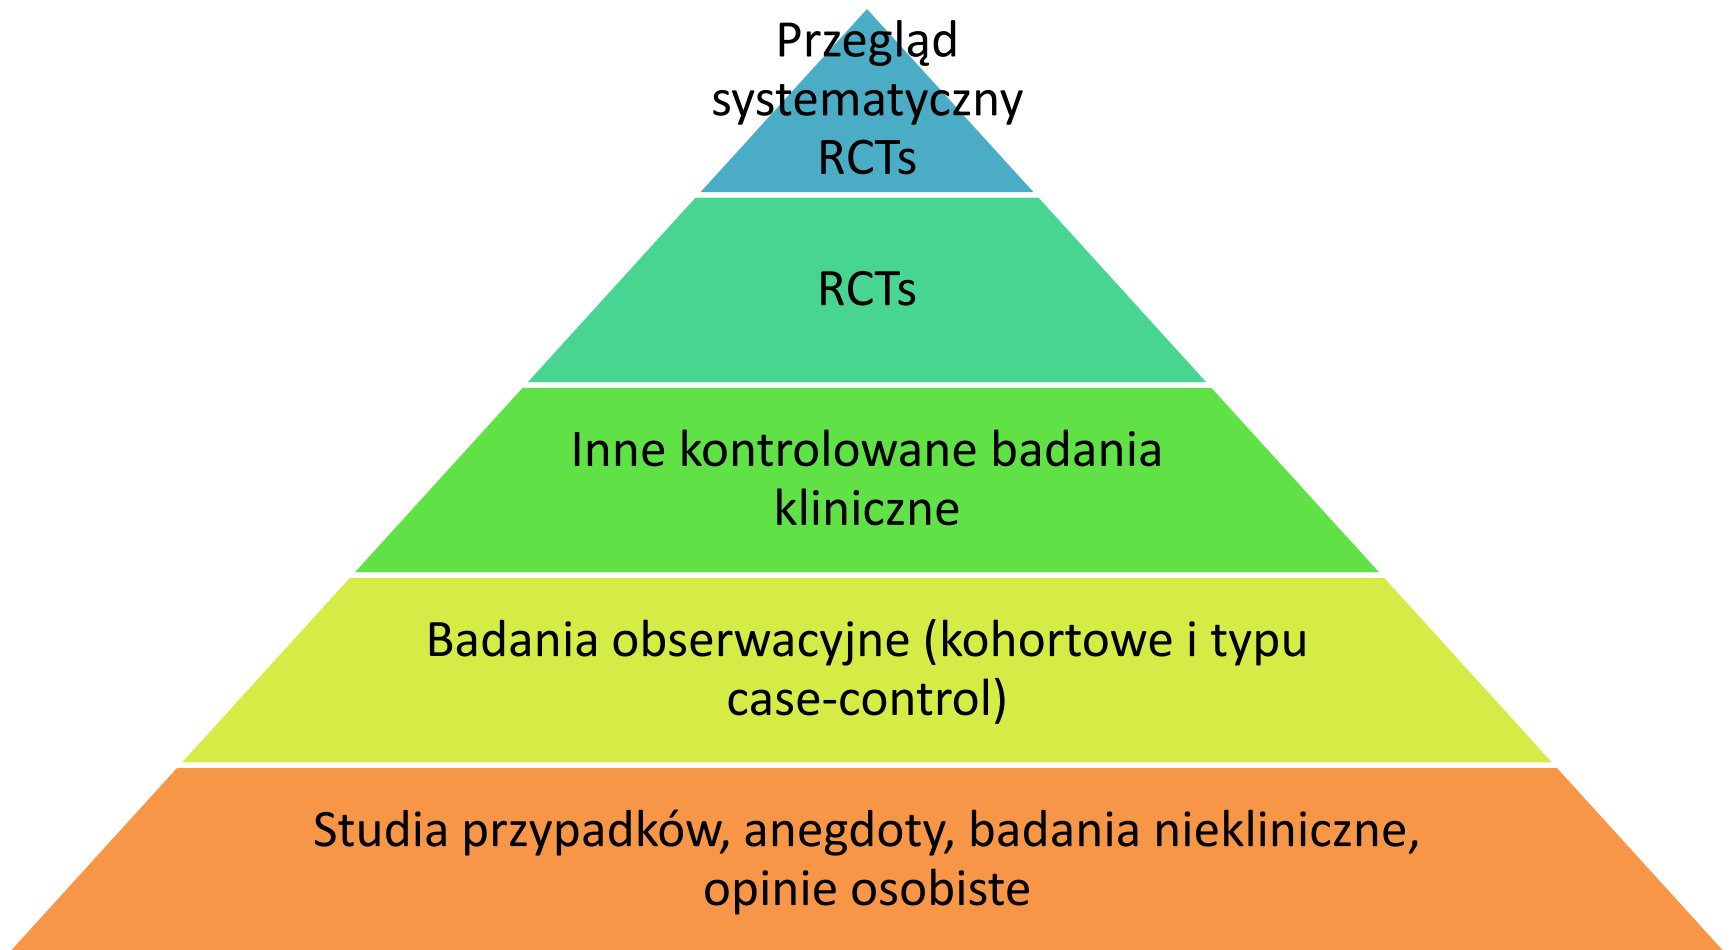 Przegląd
systematyczny
RCTs
RCTs
Inne kontrolowane badania
kliniczne
Badania obserwacyjne (kohortowe i typu
case-control)
Studia przypadków, anegdoty, badania niekliniczne,
opinie osobiste